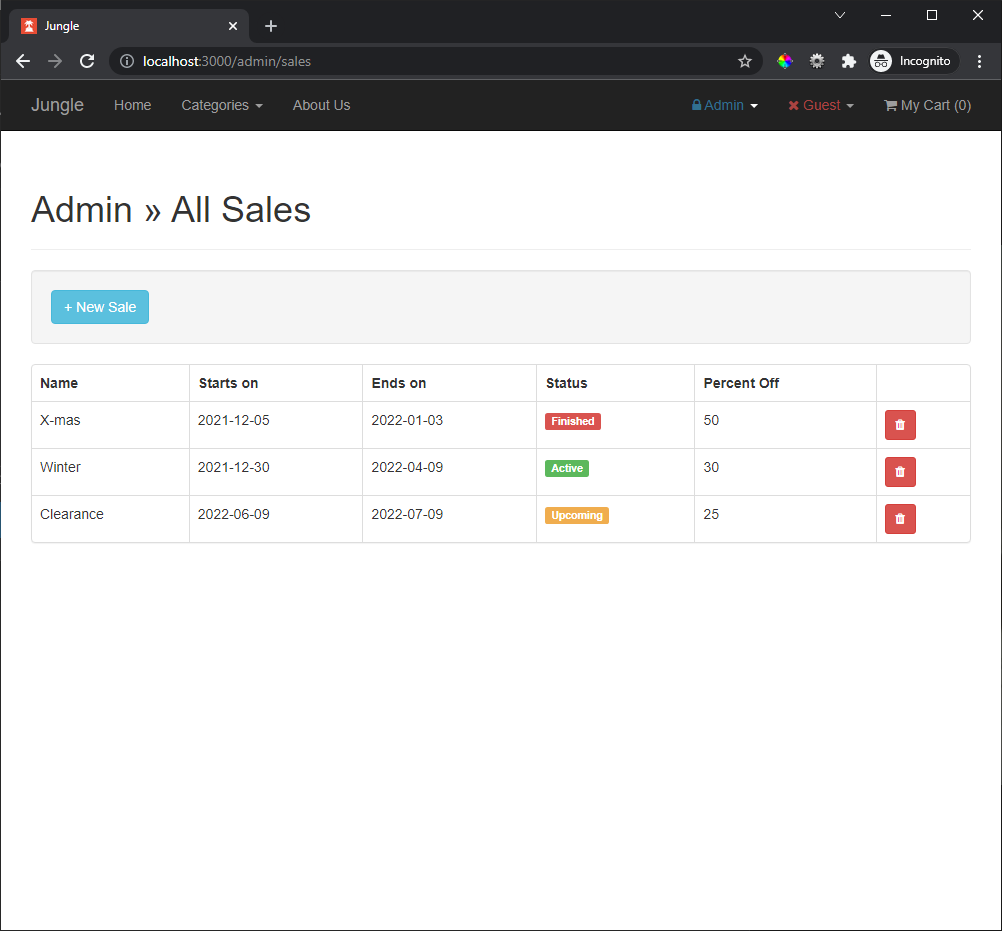 Jungle
localhost:3000/admin/sales
Incognito
Jungle Home Categories About Us Admin Guest My Cart (0)
Admin » All Sales
+ New Sale
Name Starts on Ends on Status Percent Off
X-mas 2021-12-05 2022-01-03 Finished 50
Winter 2021-12-30 2022-04-09 Active 30
Clearance 2022-06-09 2022-07-09 Upcoming 25